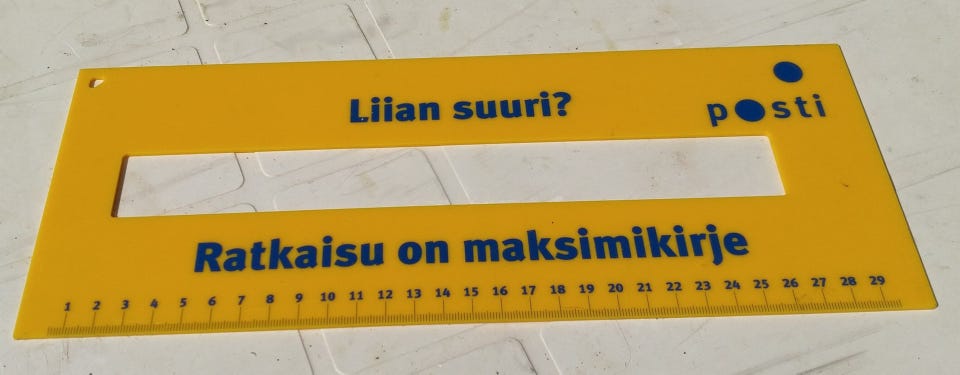 Liian suuri?
posti
Ratkaisu on maksimikirje
1 2 3 4 5 6 7 8 9 10 11 12 13 14 15 16 17 18 19 20 21 22 23 24 25 26 27 28 29